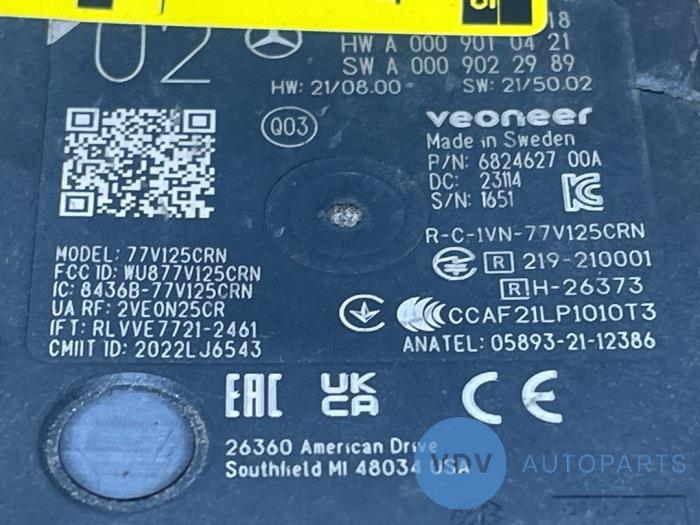 02
18
HW A 000 901 04 21
SW A 000 902 29 89
HW: 21/08.00 SW: 21/50.02
Q03
veoneer
Made in Sweden
P/N: 6824627 00A
DC: 23114
S/N: 1651
R-C-1VN-77V125CRN
R 219-210001
R H-26373
CCAF21LP1010T3
ANATEL: 05893-21-12386
MODEL: 77V125CRN
FCC ID: WU877V125CRN
IC: 8436B-77V125CRN
UA RF: 2VE0N25CR
IFT: RLVVE7721-2461
CMIIT ID: 2022LJ6543
EAC UK CA CE
26360 American Drive
Southfield MI 48034 USA
VDV AUTOPARTS